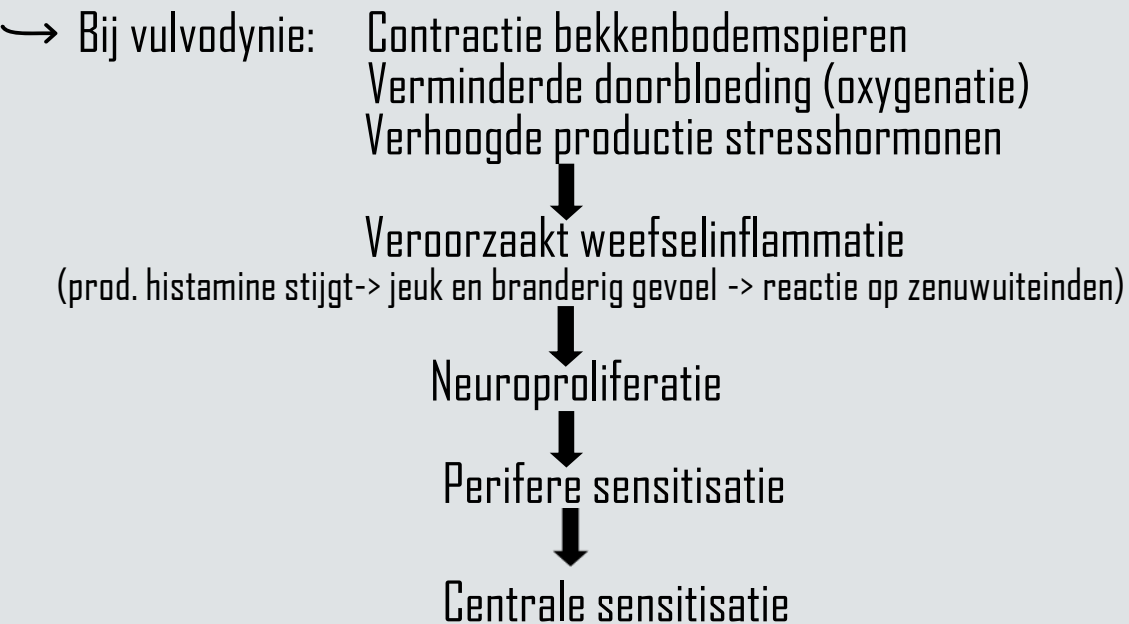 Bij vulvodynie: Contractie bekkenbodemspieren
Verminderde doorbloeding (oxygenatie)
Verhoogde productie stresshormonen
Veroorzaakt weefselinflammatie
(prod. histamine stijgt-> jeuk en branderig gevoel -> reactie op zenuwuiteinden)
Neuroproliferatie
Perifere sensitisatie
Centrale sensitisatie